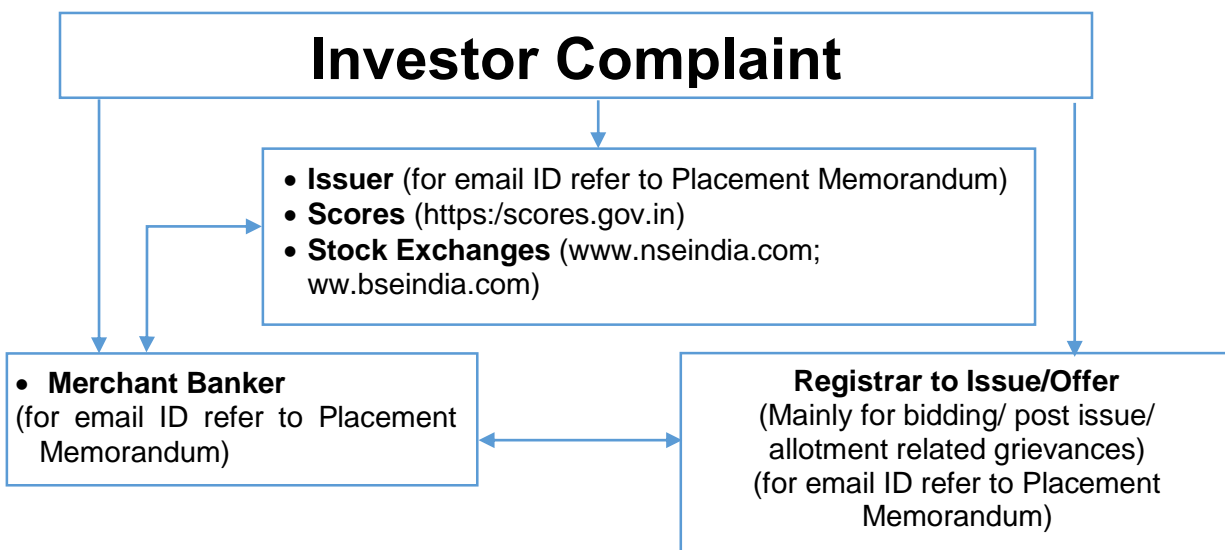 Investor Complaint
• Issuer (for email ID refer to Placement Memorandum)
• Scores (https:/scores.gov.in)
• Stock Exchanges (www.nseindia.com;
ww.bseindia.com)
• Merchant Banker
(for email ID refer to Placement
Memorandum)
Registrar to Issue/Offer
(Mainly for bidding/ post issue/
allotment related grievances)
(for email ID refer to Placement
Memorandum)